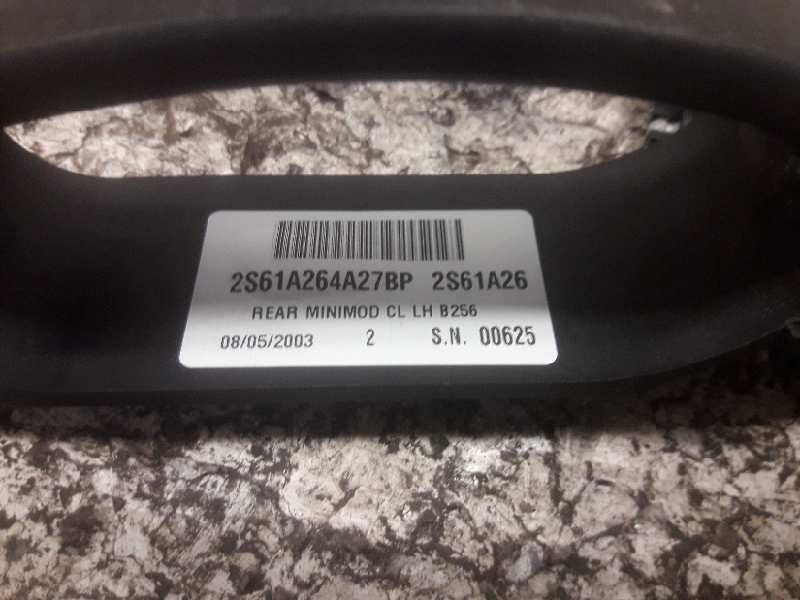 2S61A264A27BP 2S61A26
REAR MINIMOD CL LH B256
08/05/2003 2 S.N. 00625